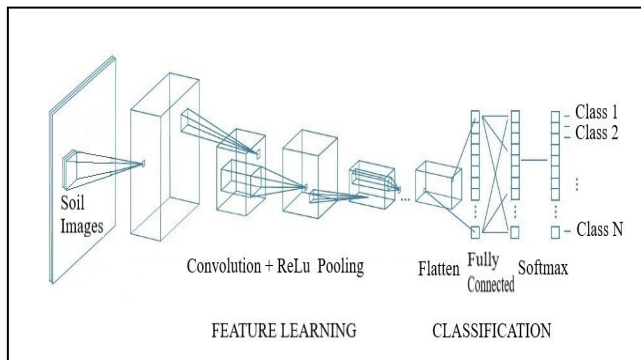 Soil
Images
Class 1
Class 2
Class N
Convolution + ReLu Pooling
Flatten
Fully
Connected
Softmax
FEATURE LEARNING
CLASSIFICATION